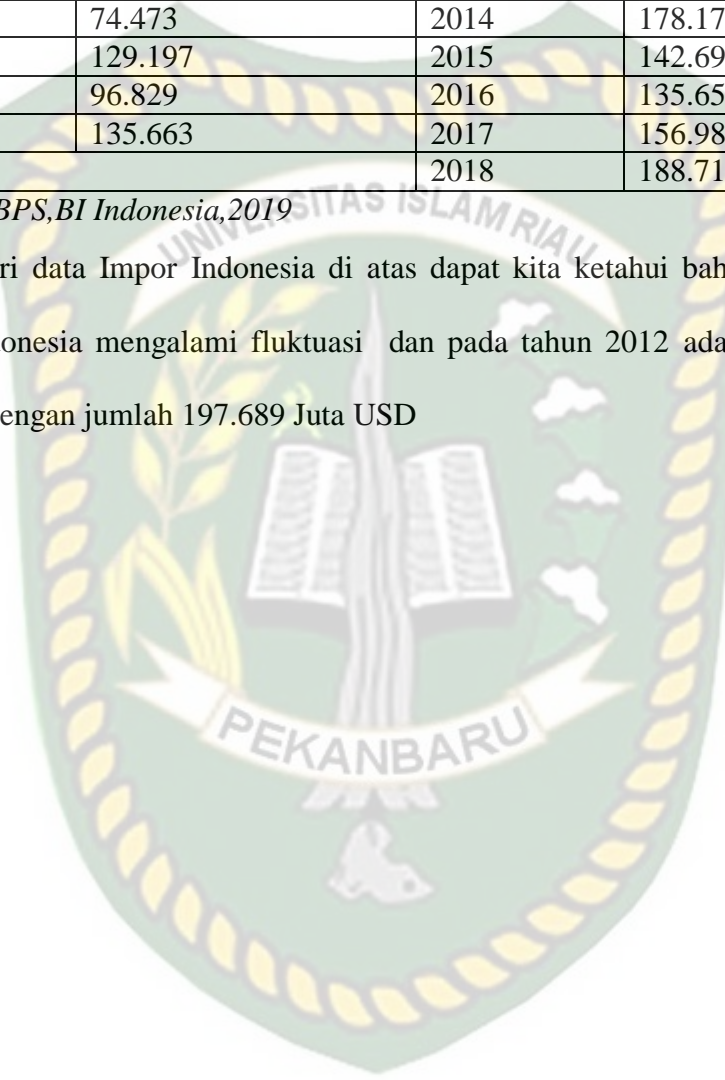 74.473 2014 178.17
129.197 2015 142.69
96.829 2016 135.65
135.663 2017 156.98
2018 188.71
BPS,BI Indonesia,2019
UNIVERSITAS ISLAM RIAU
ri data Impor Indonesia di atas dapat kita ketahui bah
onesia mengalami fluktuasi dan pada tahun 2012 ada
engan jumlah 197.689 Juta USD
PEKANBARU